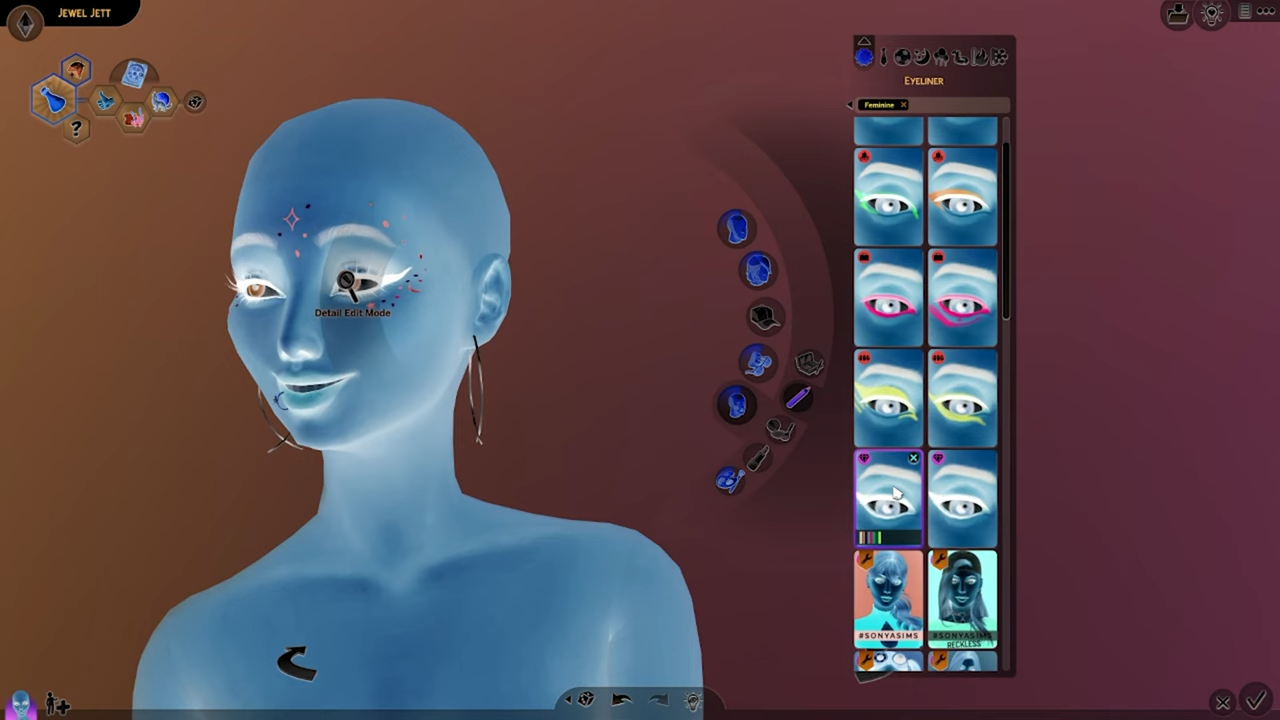 JEWEL JETT
EYELINER
Feminine ×
Detail Edit Mode
#SONYASIMS
#SONYASIMS
RECKLESS
?